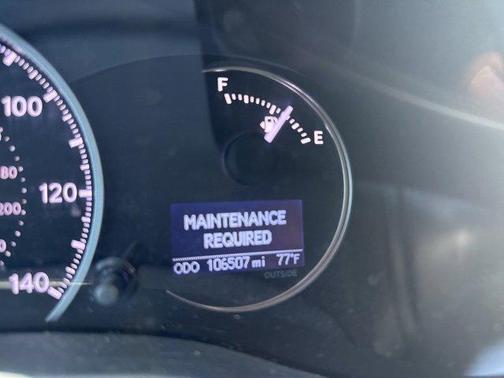 100
80
120
200
140
F
E
MAINTENANCE
REQUIRED
ODO 106507 mi 77°F
OUTSIDE